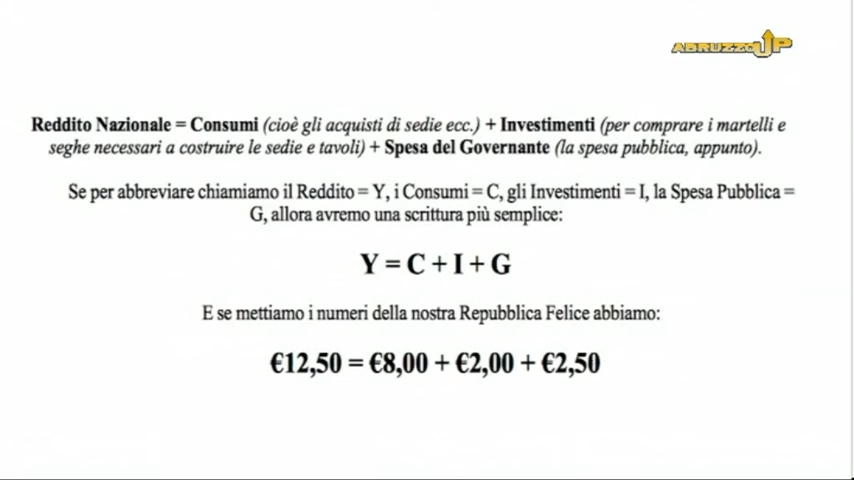 ABRUZZOUP
Reddito Nazionale = Consumi (cioè gli acquisti di sedie ecc.) + Investimenti (per comprare i martelli e
seghe necessari a costruire le sedie e tavoli) + Spesa del Governante (la spesa pubblica, appunto).
Se per abbreviare chiamiamo il Reddito = Y, i Consumi = C, gli Investimenti = I, la Spesa Pubblica =
G, allora avremo una scrittura più semplice:
Y = C + I + G
E se mettiamo i numeri della nostra Repubblica Felice abbiamo:
€12,50 = €8,00 + €2,00 + €2,50